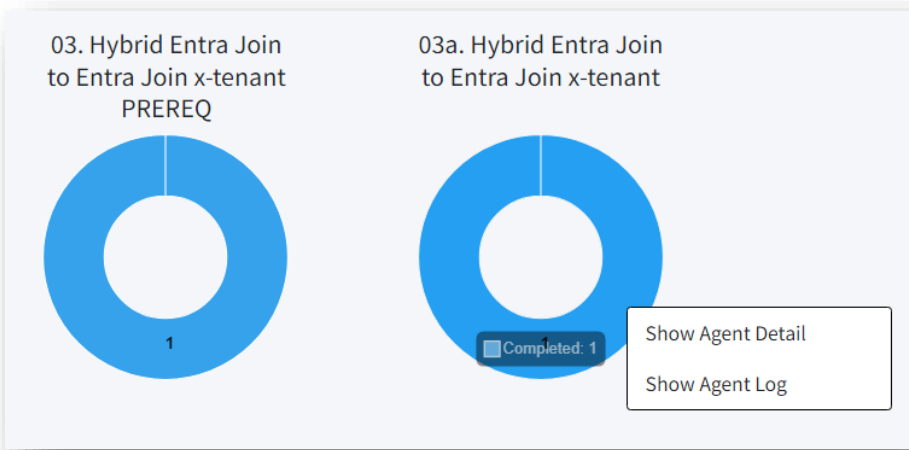 03. Hybrid Entra Join
to Entra Join x-tenant
PREREQ
1
03a. Hybrid Entra Join
to Entra Join x-tenant
1
Completed: 1
Show Agent Detail
Show Agent Log